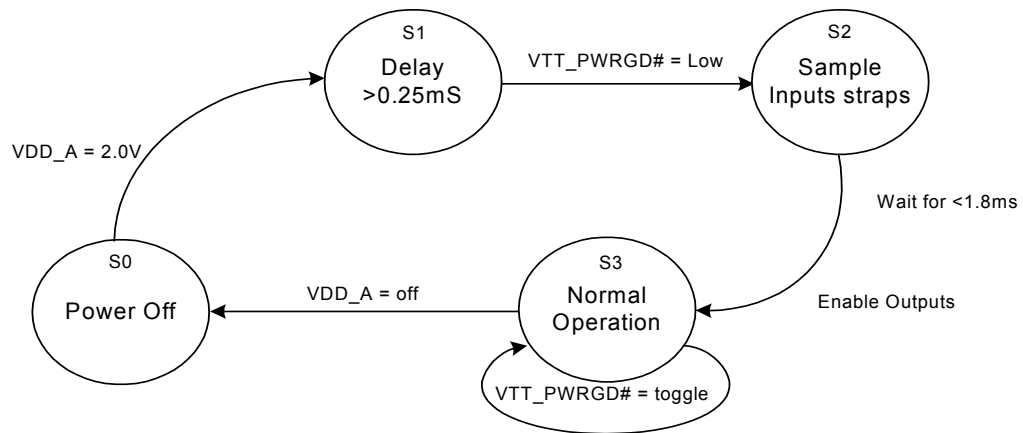 S1
Delay
>0.25mS
VTT_PWRGD# = Low
S2
Sample
Inputs straps
VDD_A = 2.0V
Wait for <1.8ms
S0
Power Off
VDD_A = off
S3
Normal
Operation
Enable Outputs
VTT_PWRGD# = toggle